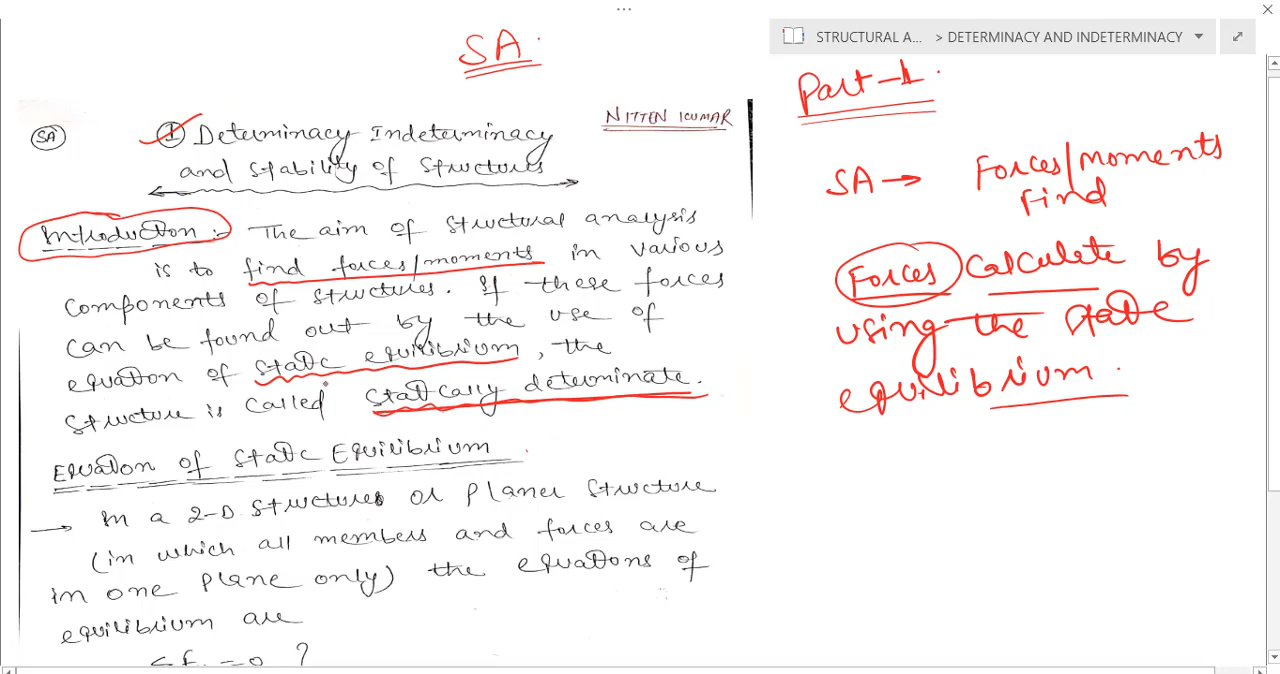 SA.
STRUCTURAL A... > DETERMINACY AND INDETERMINACY
Part-1.
SA
NITTEN KUMAR
① Determinacy Indeterminacy
and Stability of Structures
Introduction:- The aim of structural analysis
is to find forces/moments in various
components of structures. If these forces
can be found out by the use of
equation of static equilibrium, the
structure is called statically determinate.
Equation of Static Equilibrium
→ In a 2-D structures or planer structure
(in which all members and forces are
in one plane only) the equations of
equilibrium are
SA → Forces/moments
find
Forces calculate by
using the static
equilibrium.